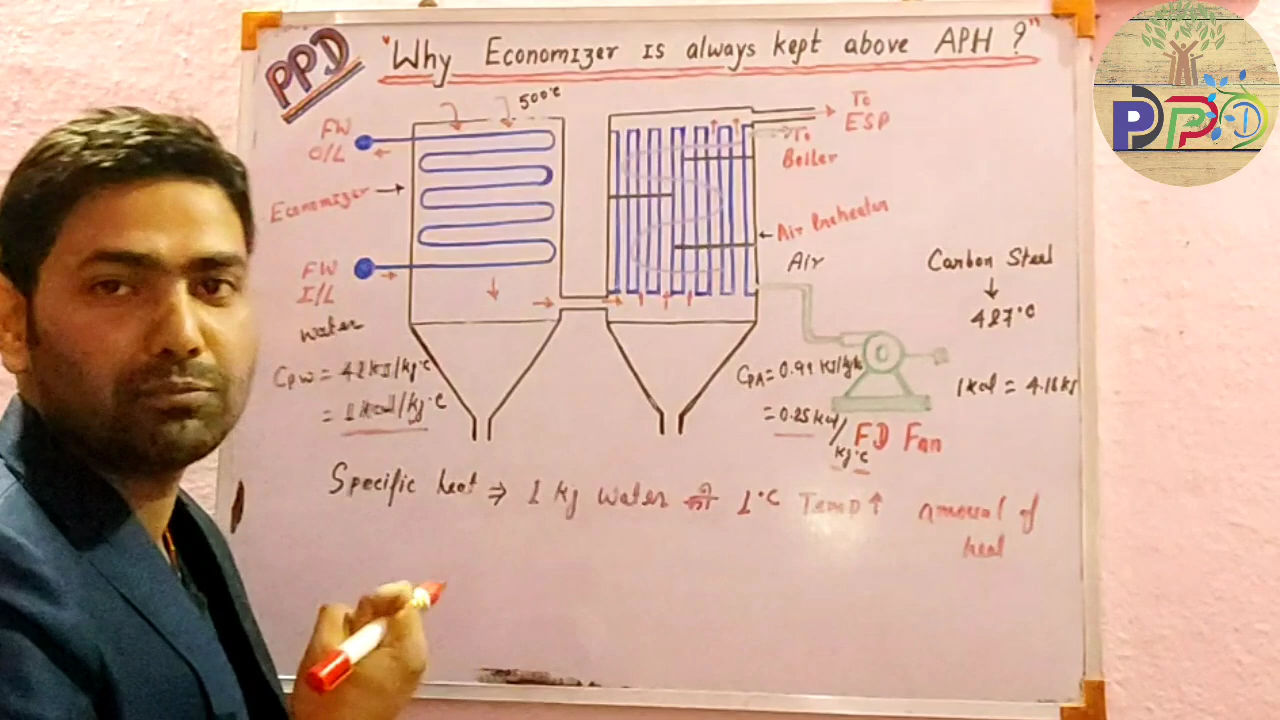 PPD
"Why Economizer is always kept above APH ?"
500°C
FW
O/L
Economizer
FW
I/L
water
CPW = 4.2 kJ/kg°C
= 1 kcal/kg°C
To
ESP
To
Boiler
Air Preheater
Air
CPA = 0.99 kJ/kg°C
= 0.25 kcal/
kg°C
FD Fan
Carbon Steel
427°C
1 kcal = 4.18 kJ
Specific heat ⇒ 1 kg water को 1°C Temp ↑ amount of
heat
PPD